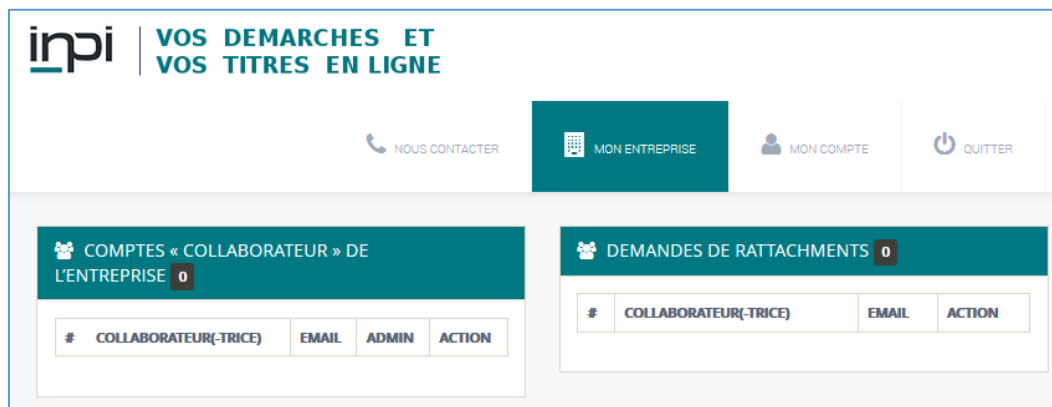 inpi
VOS DEMARCHES ET
VOS TITRES EN LIGNE
NOUS CONTACTER
MON ENTREPRISE
MON COMPTE
QUITTER
COMPTES « COLLABORATEUR » DE
L'ENTREPRISE 0
# COLLABORATEUR(-TRICE) EMAIL ADMIN ACTION
DEMANDES DE RATTACHMENTS 0
# COLLABORATEUR(-TRICE) EMAIL ACTION